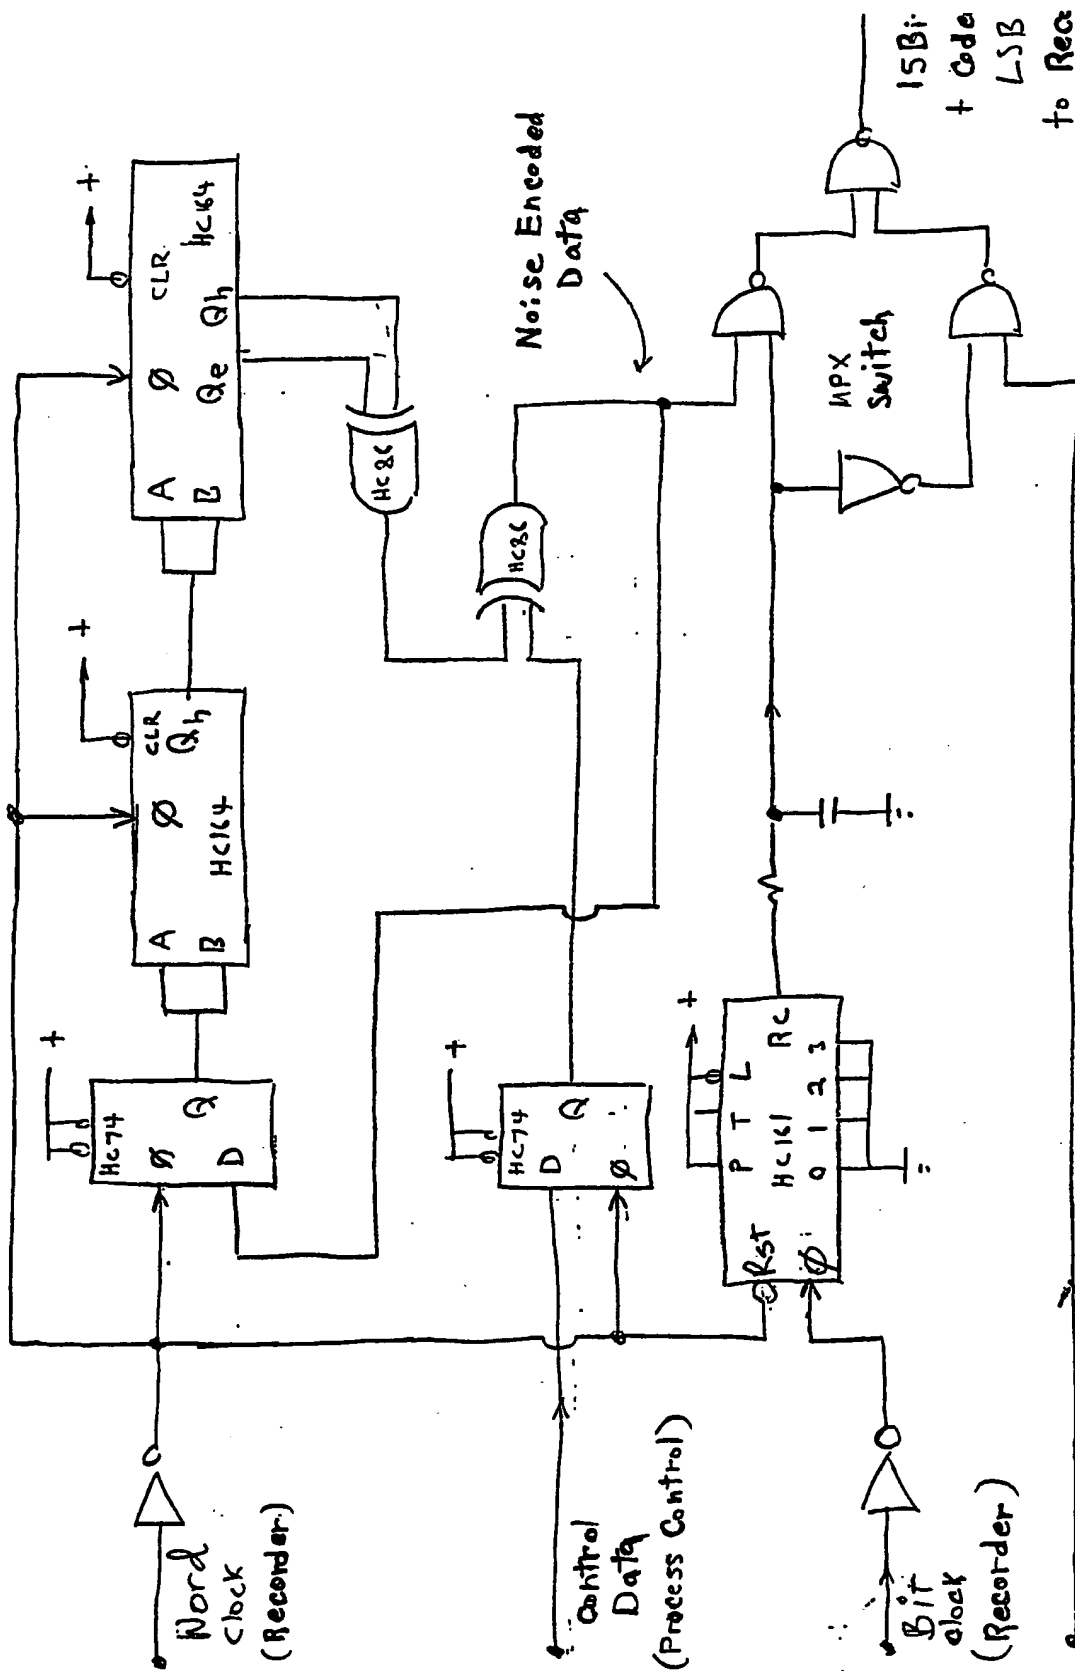 Word
Clock
(Recorder)
HC74
Ø
D
Q
+
A
B
Ø
CLR
Qh
HC164
+
A
B
Ø
CLR
Qe
Qh
HC164
+
HC86
HC86
Noise Encoded
Data
Control
Data
(Process Control)
HC74
D
Ø
Q
+
Bit
clock
(Recorder)
Rst
Ø
P
T
L
HC161
RC
0 1 2 3
+
MPX
Switch
15Bi
+ Code
LSB
to Rec